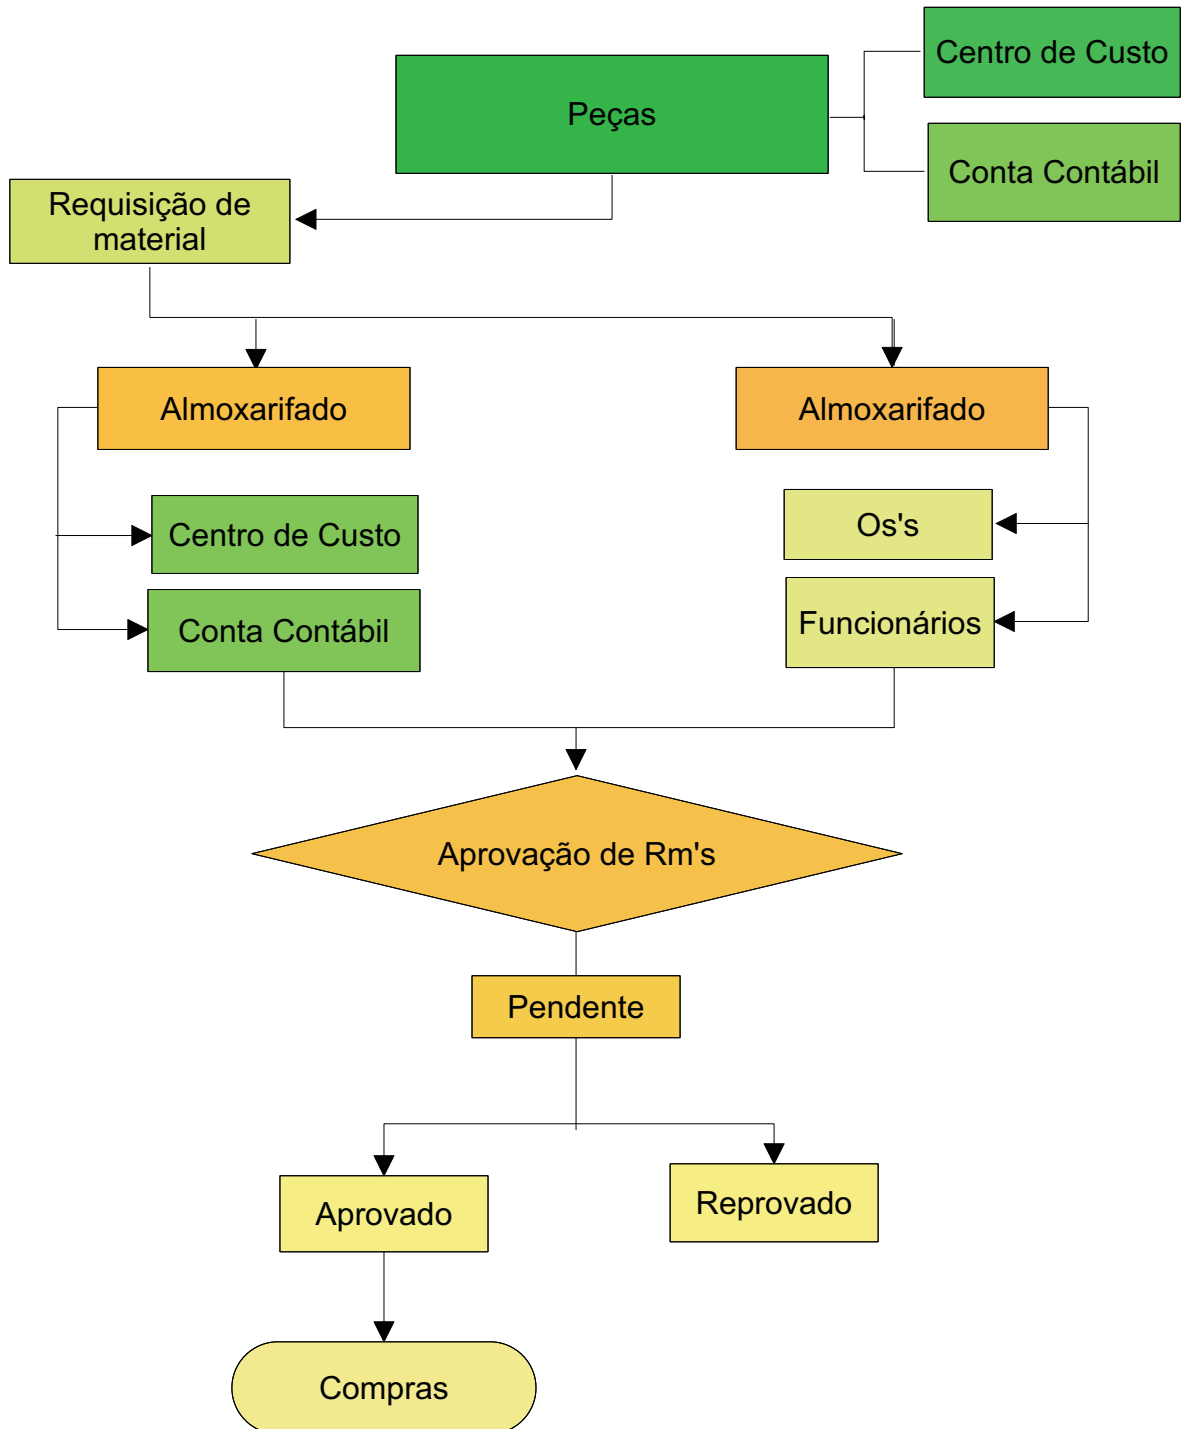 Centro de Custo
Peças
Conta Contábil
Requisição de
material
Almoxarifado
Almoxarifado
Centro de Custo
Os's
Conta Contábil
Funcionários
Aprovação de Rm's
Pendente
Aprovado
Reprovado
Compras